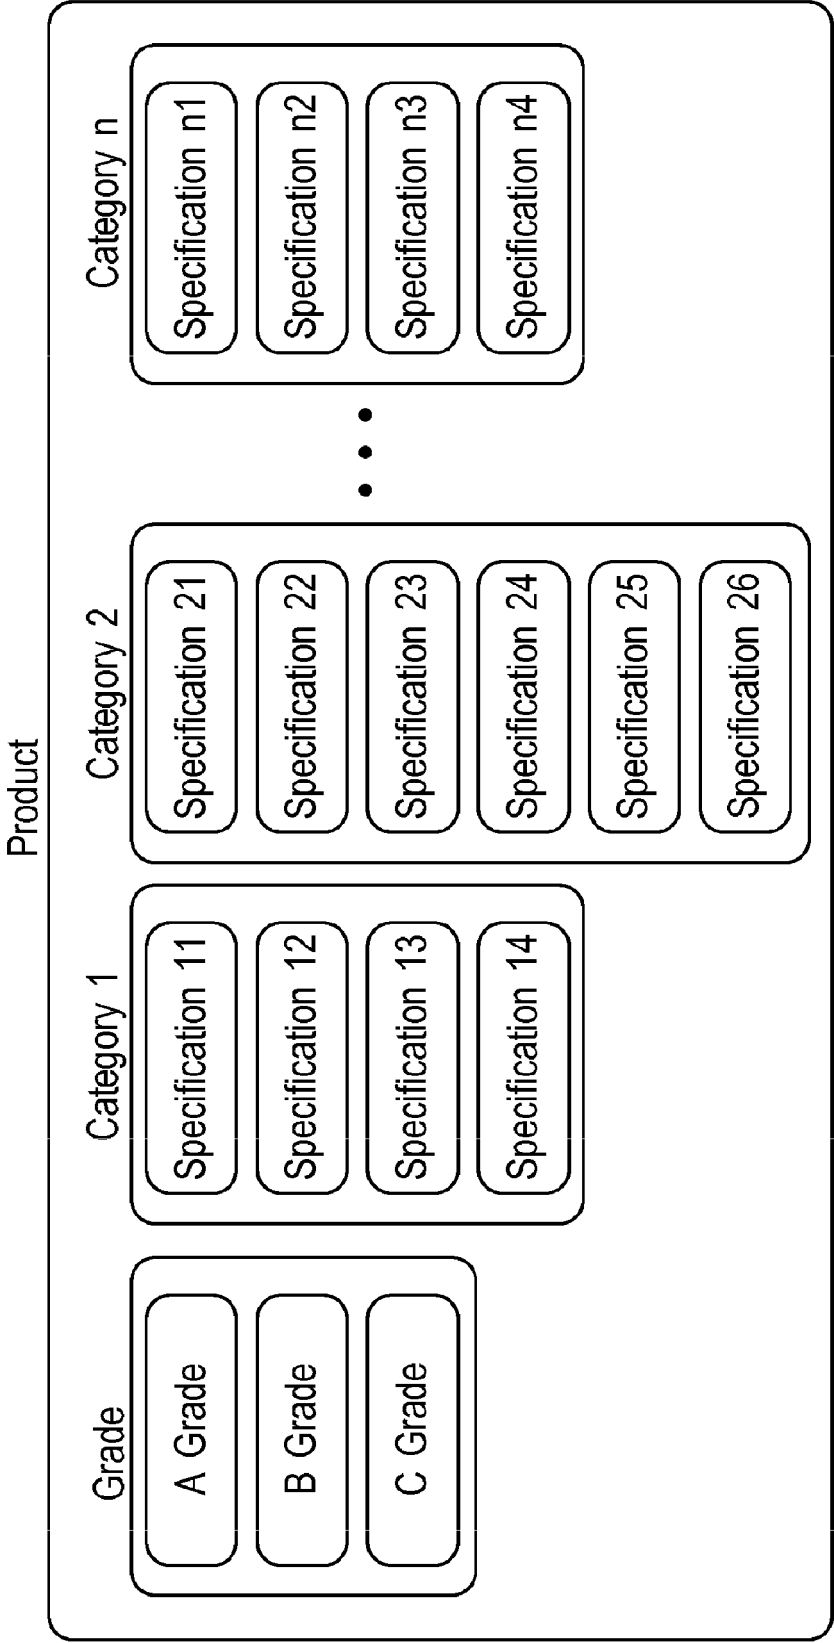 Product
Grade
A Grade
B Grade
C Grade
Category 1
Specification 11
Specification 12
Specification 13
Specification 14
Category 2
Specification 21
Specification 22
Specification 23
Specification 24
Specification 25
Specification 26
• • •
Category n
Specification n1
Specification n2
Specification n3
Specification n4